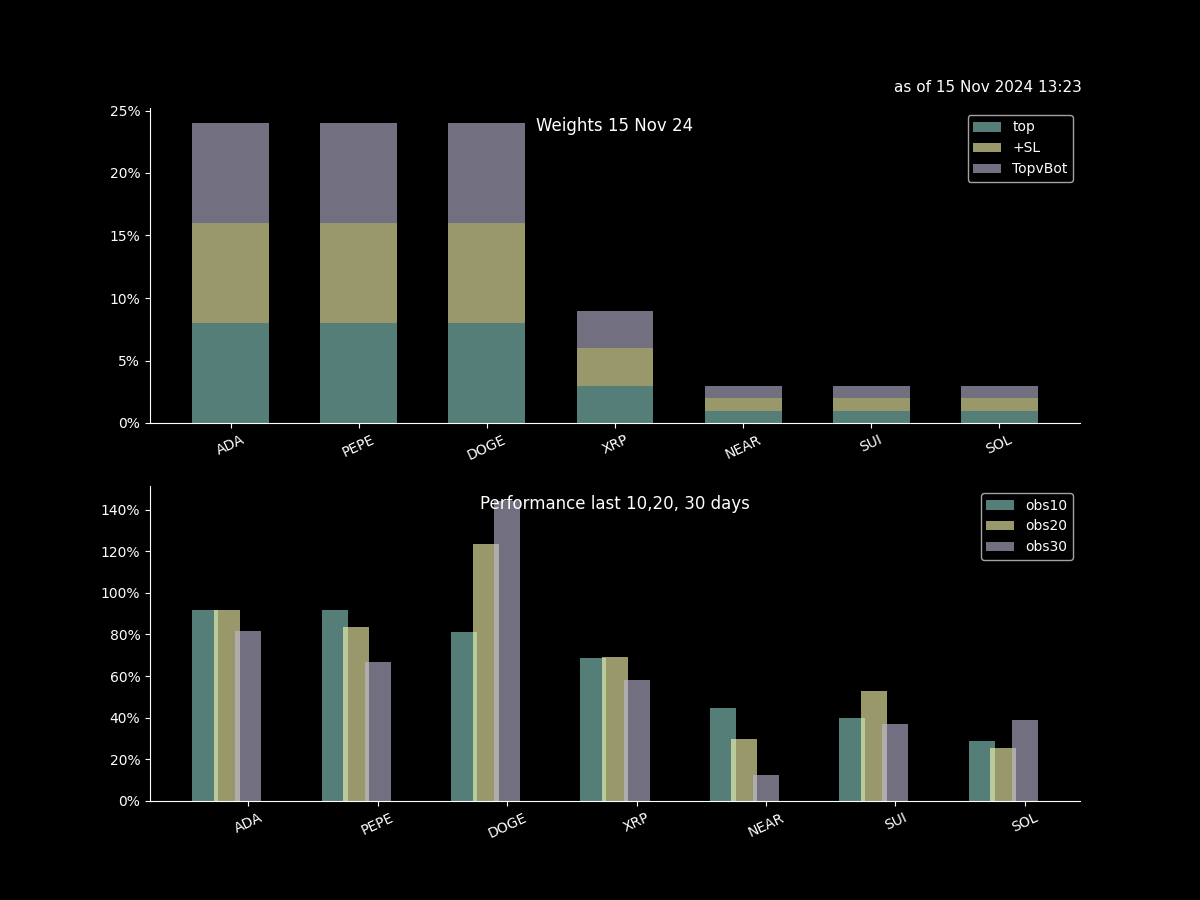 as of 15 Nov 2024 13:23
Weights 15 Nov 24
25%
20%
15%
10%
5%
0%
top
+SL
TopvBot
ADA PEPE DOGE XRP NEAR SUI SOL
Performance last 10,20, 30 days
140%
120%
100%
80%
60%
40%
20%
0%
obs10
obs20
obs30
ADA PEPE DOGE XRP NEAR SUI SOL